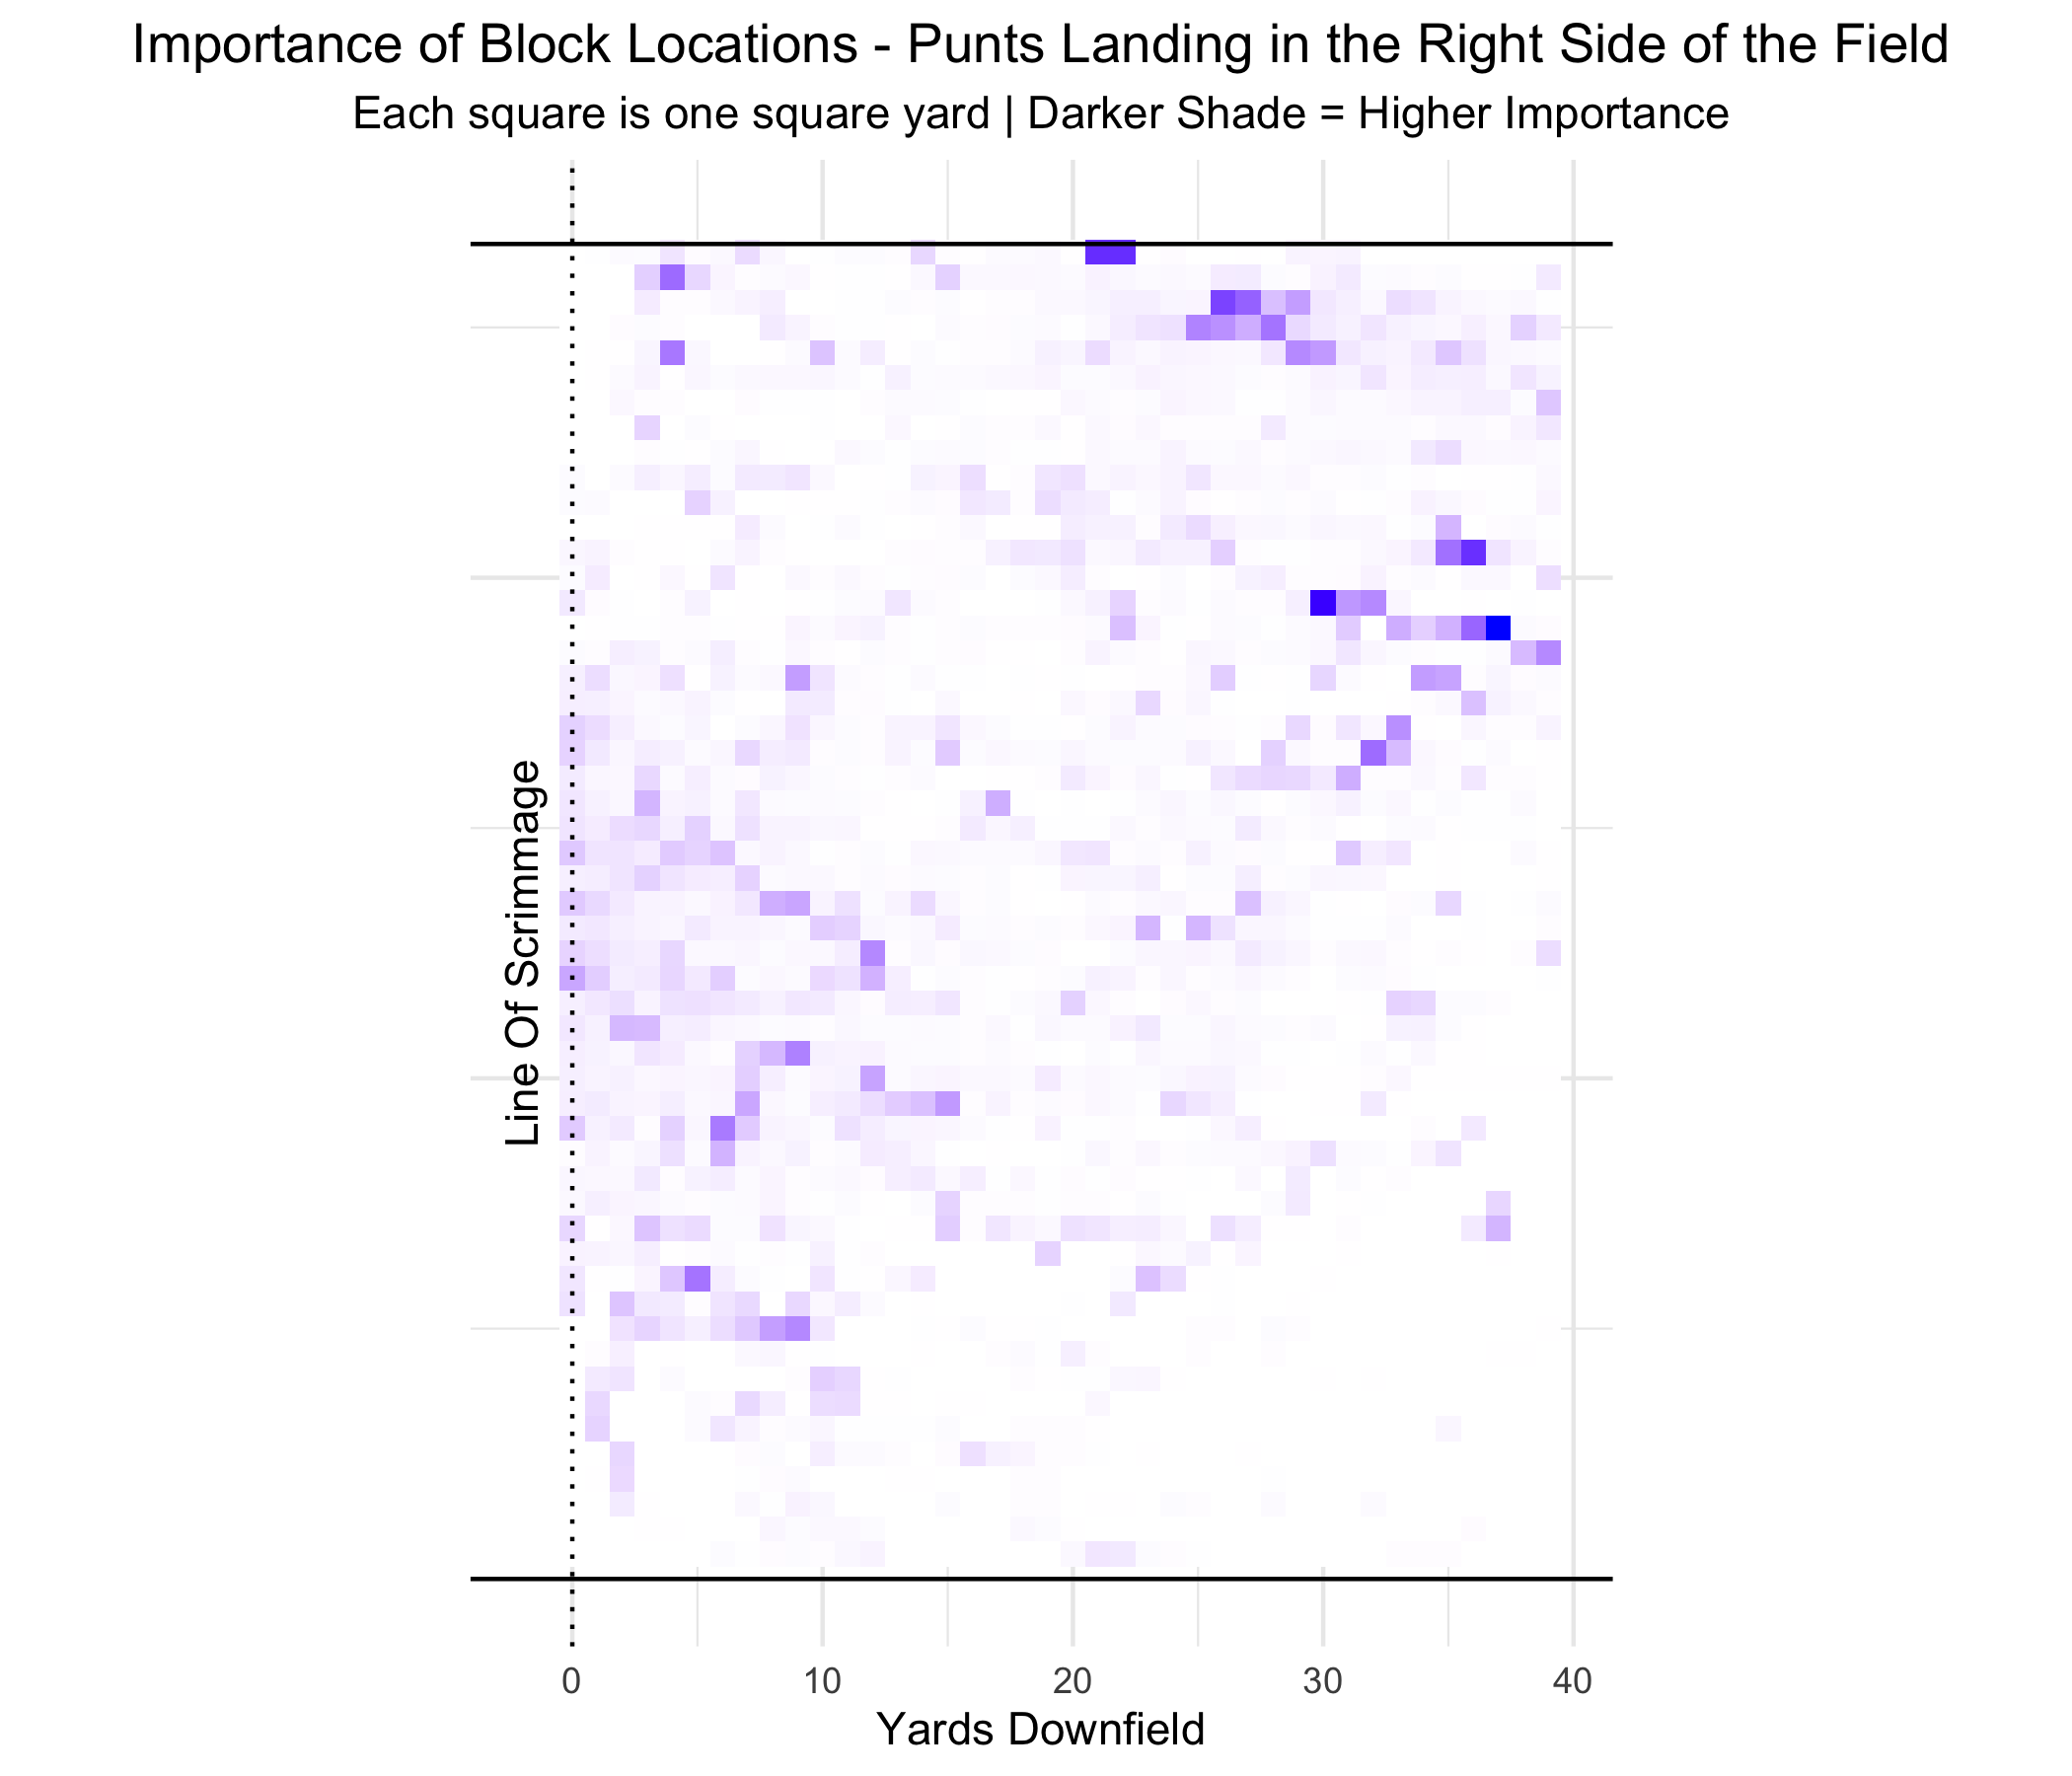 Importance of Block Locations - Punts Landing in the Right Side of the Field
Each square is one square yard | Darker Shade = Higher Importance
Line Of Scrimmage
0 10 20 30 40
Yards Downfield